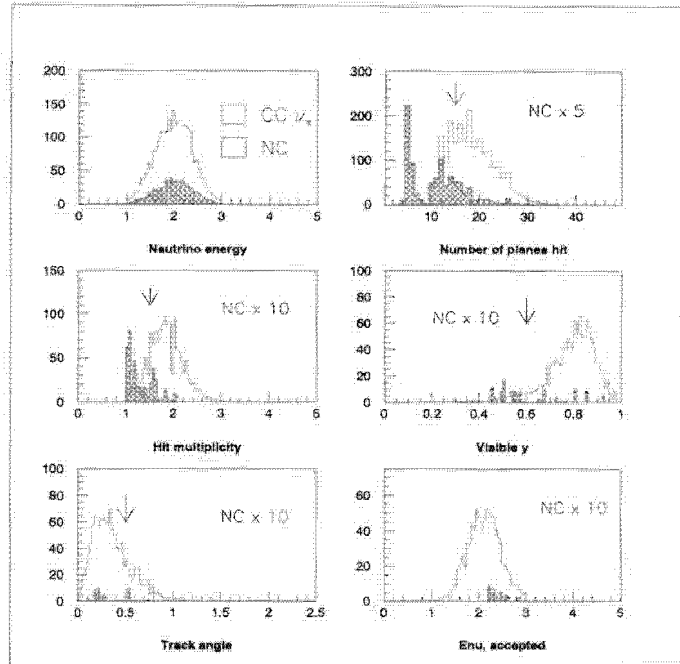 200
150
100
50
0
0 1 2 3 4 5
CC νe
NC
Neutrino energy
300
200
100
0
10 20 30 40
NC x 5
Number of planes hit
150
100
50
0
0 1 2 3 4 5
NC x 10
Hit multiplicity
100
80
60
40
20
0
0 0.2 0.4 0.6 0.8 1
NC x 10
Visible y
100
80
60
40
20
0
0 0.5 1 1.5 2 2.5
NC x 10
Track angle
60
40
20
0
0 1 2 3 4 5
NC x 10
Enu, accepted